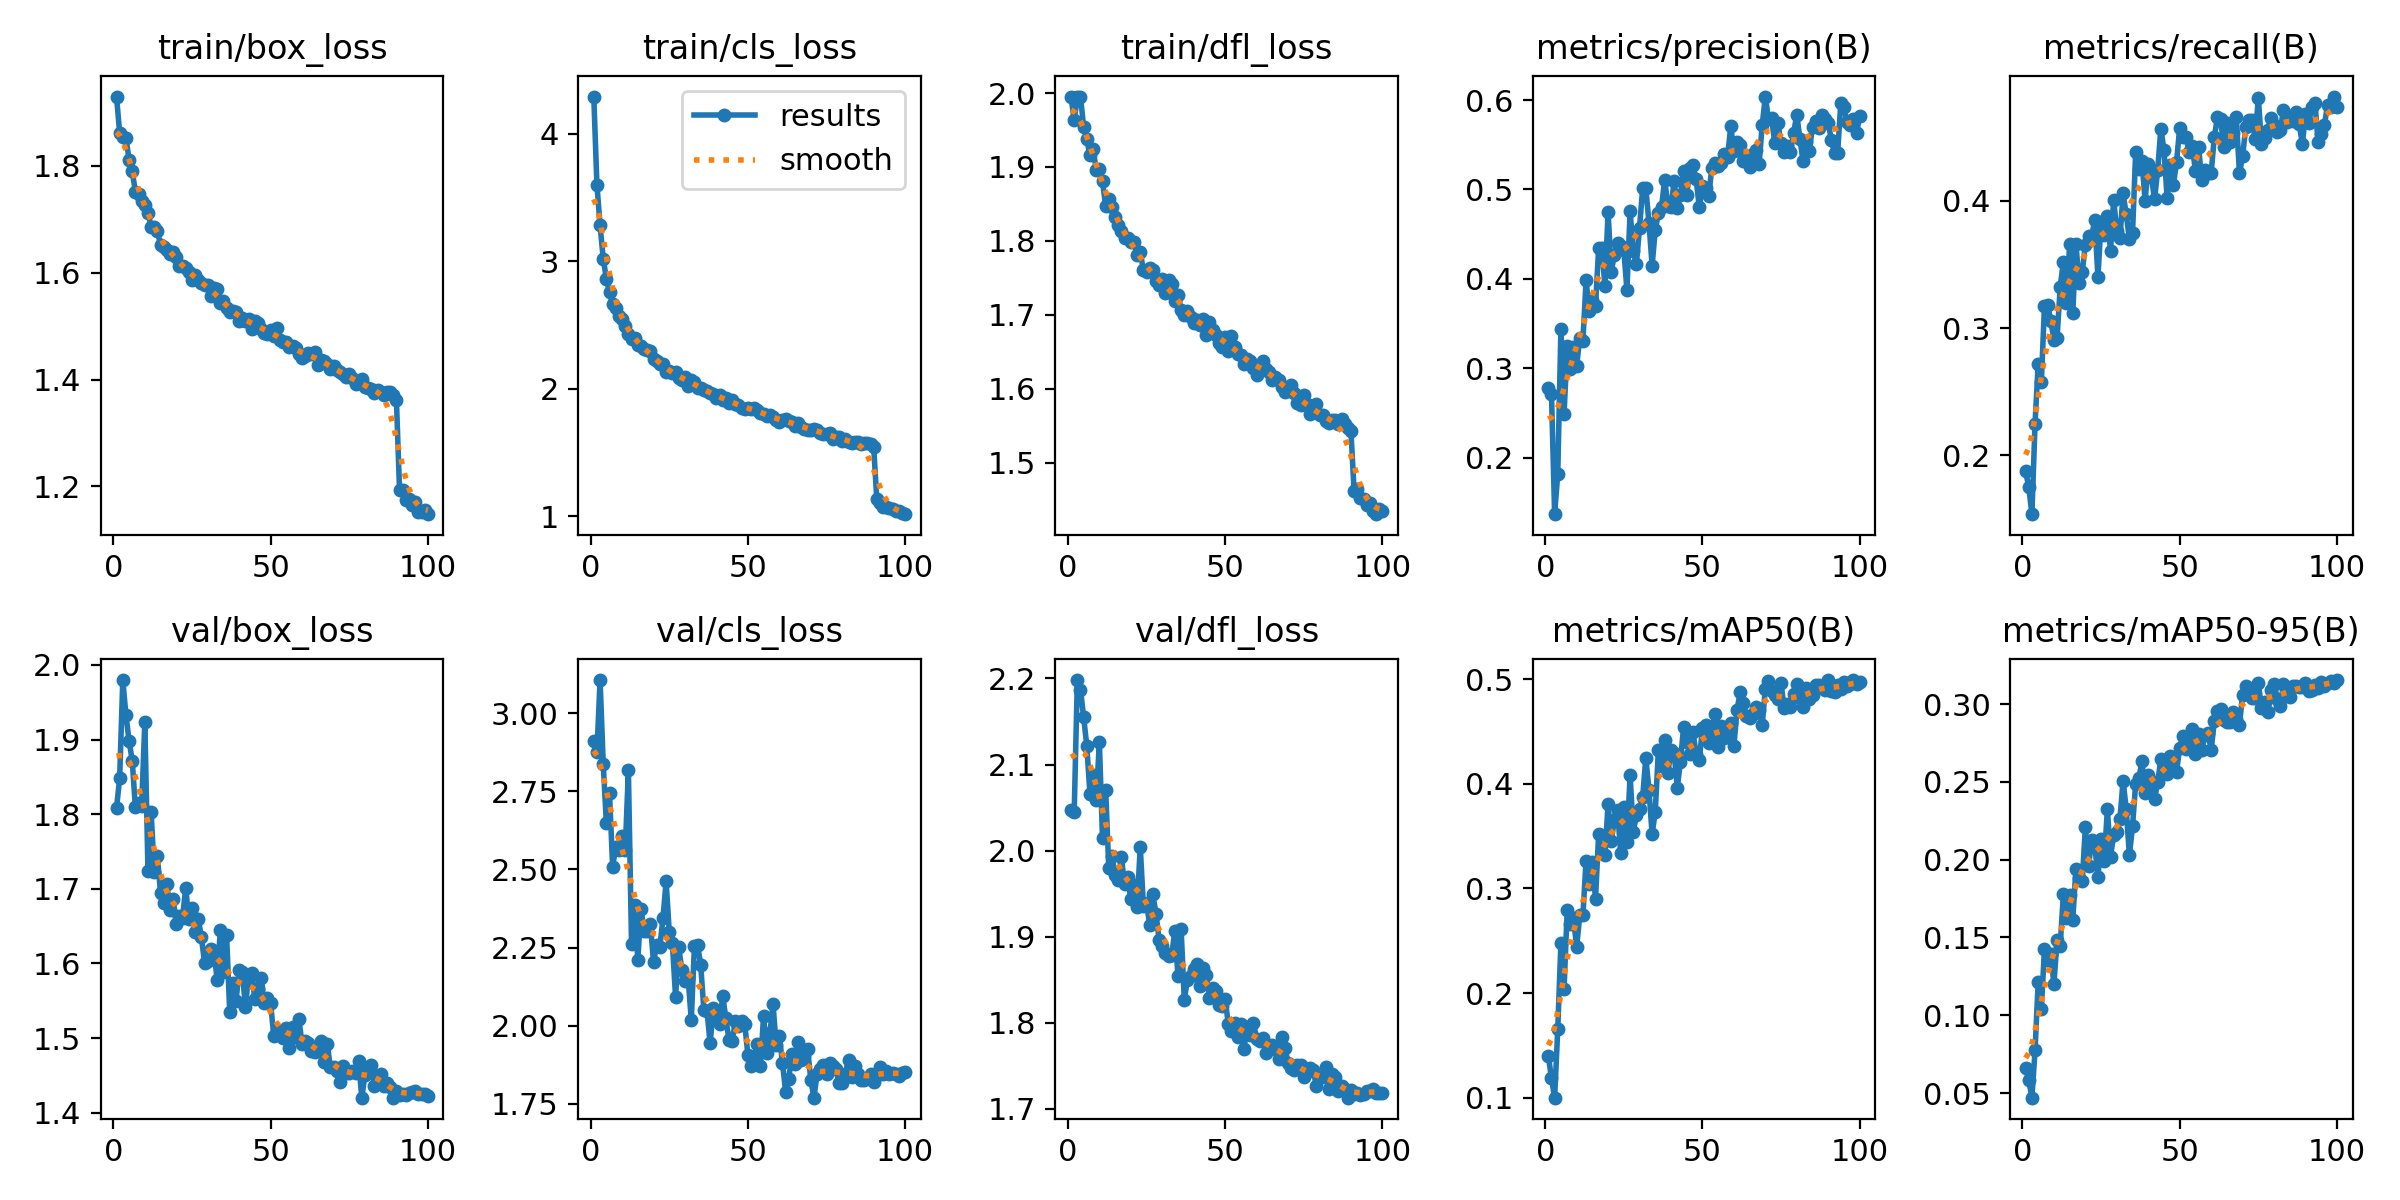 train/box_loss
1.8
1.6
1.4
1.2
0 50 100
train/cls_loss
results
smooth
4
3
2
1
0 50 100
train/dfl_loss
2.0
1.9
1.8
1.7
1.6
1.5
0 50 100
metrics/precision(B)
0.6
0.5
0.4
0.3
0.2
0 50 100
metrics/recall(B)
0.4
0.3
0.2
0 50 100
val/box_loss
2.0
1.9
1.8
1.7
1.6
1.5
1.4
0 50 100
val/cls_loss
3.00
2.75
2.50
2.25
2.00
1.75
0 50 100
val/dfl_loss
2.2
2.1
2.0
1.9
1.8
1.7
0 50 100
metrics/mAP50(B)
0.5
0.4
0.3
0.2
0.1
0 50 100
metrics/mAP50-95(B)
0.30
0.25
0.20
0.15
0.10
0.05
0 50 100